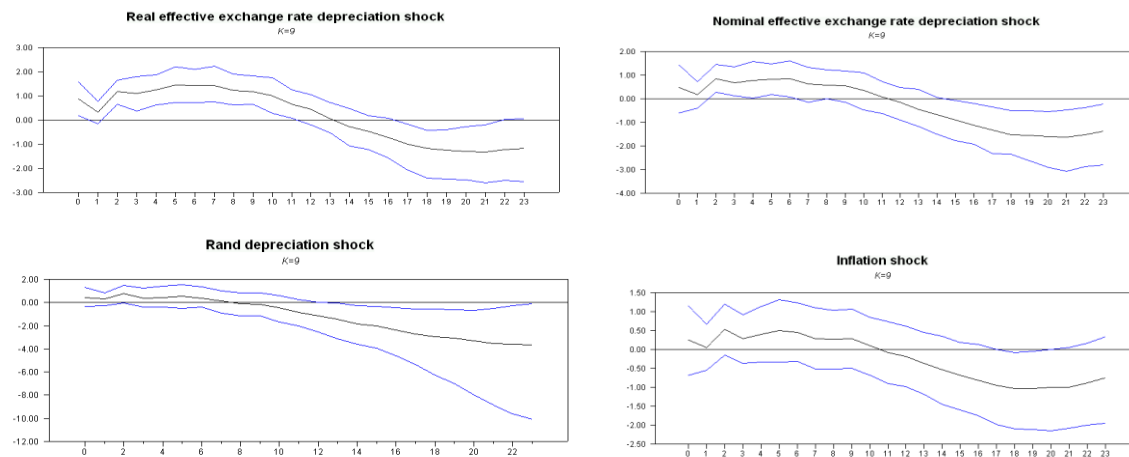 Real effective exchange rate depreciation shock
K=9
3.00
2.00
1.00
0.00
-1.00
-2.00
-3.00
0 1 2 3 4 5 6 7 8 9 10 11 12 13 14 15 16 17 18 19 20 21 22 23
Nominal effective exchange rate depreciation shock
K=9
2.00
1.00
0.00
-1.00
-2.00
-3.00
-4.00
0 1 2 3 4 5 6 7 8 9 10 11 12 13 14 15 16 17 18 19 20 21 22 23
Rand depreciation shock
K=9
2.00
0.00
-2.00
-4.00
-6.00
-8.00
-10.00
-12.00
0 2 4 6 8 10 12 14 16 18 20 22
Inflation shock
K=9
1.50
1.00
0.50
0.00
-0.50
-1.00
-1.50
-2.00
-2.50
0 1 2 3 4 5 6 7 8 9 10 11 12 13 14 15 16 17 18 19 20 21 22 23